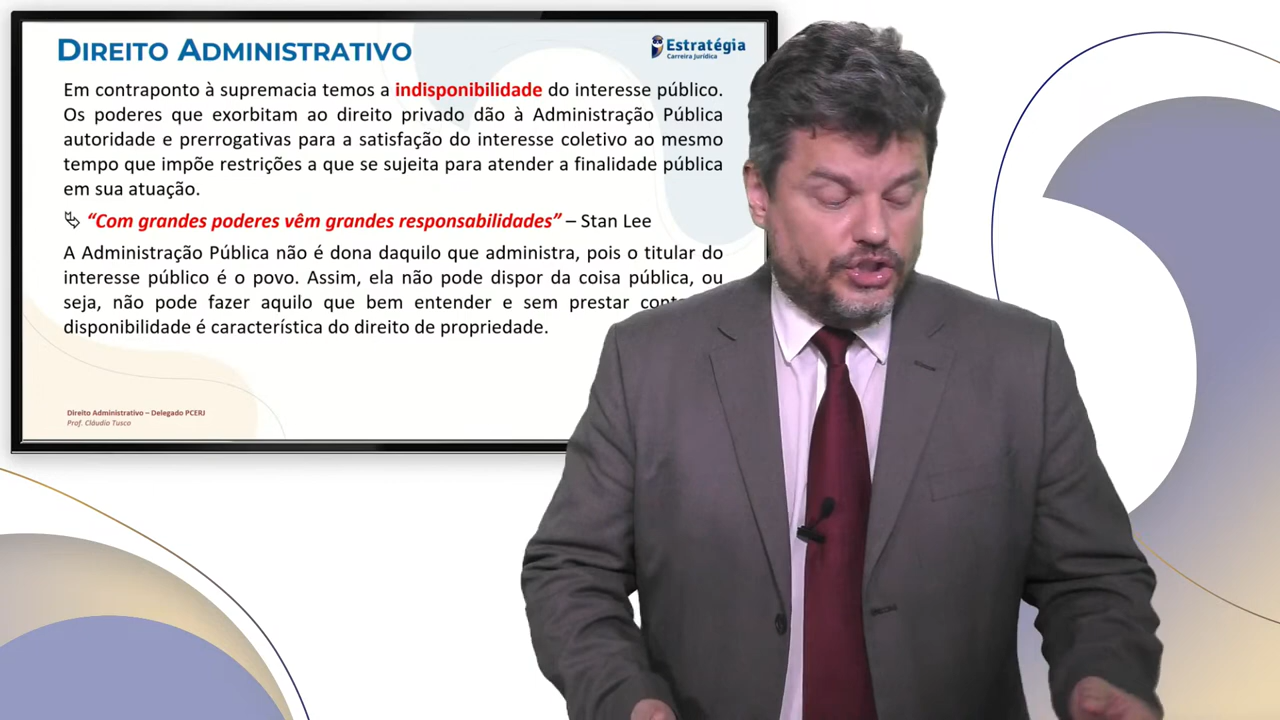 DIREITO ADMINISTRATIVO
Estratégia
Carreira Jurídica
Em contraponto à supremacia temos a indisponibilidade do interesse público.
Os poderes que exorbitam ao direito privado dão à Administração Pública
autoridade e prerrogativas para a satisfação do interesse coletivo ao mesmo
tempo que impõe restrições a que se sujeita para atender a finalidade pública
em sua atuação.
“Com grandes poderes vêm grandes responsabilidades” – Stan Lee
A Administração Pública não é dona daquilo que administra, pois o titular do
interesse público é o povo. Assim, ela não pode dispor da coisa pública, ou
seja, não pode fazer aquilo que bem entender e sem prestar
disponibilidade é característica do direito de propriedade.
Direito Administrativo – Delegado PCERJ
Prof. Cláudio Tusco